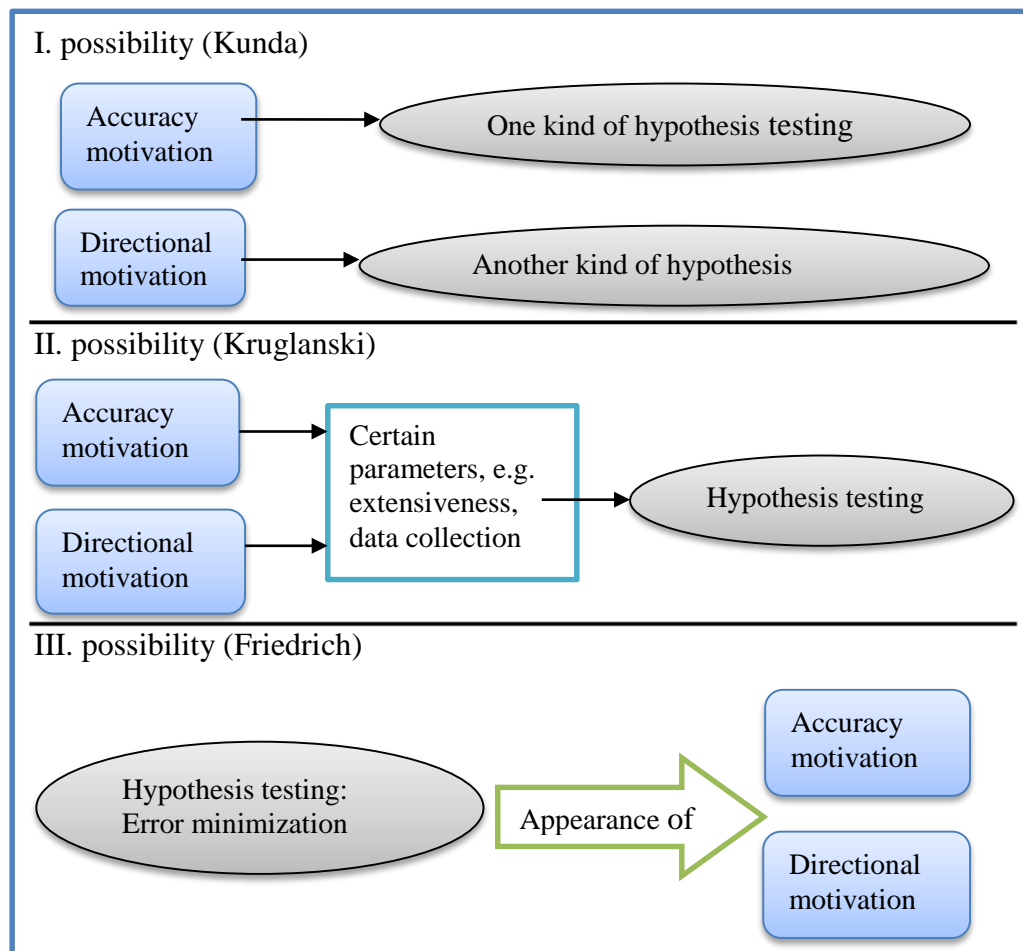 I. possibility (Kunda)
Accuracy
motivation
One kind of hypothesis testing
Directional
motivation
Another kind of hypothesis
II. possibility (Kruglanski)
Accuracy
motivation
Directional
motivation
Certain
parameters, e.g.
extensiveness,
data collection
Hypothesis testing
III. possibility (Friedrich)
Hypothesis testing:
Error minimization
Appearance of
Accuracy
motivation
Directional
motivation